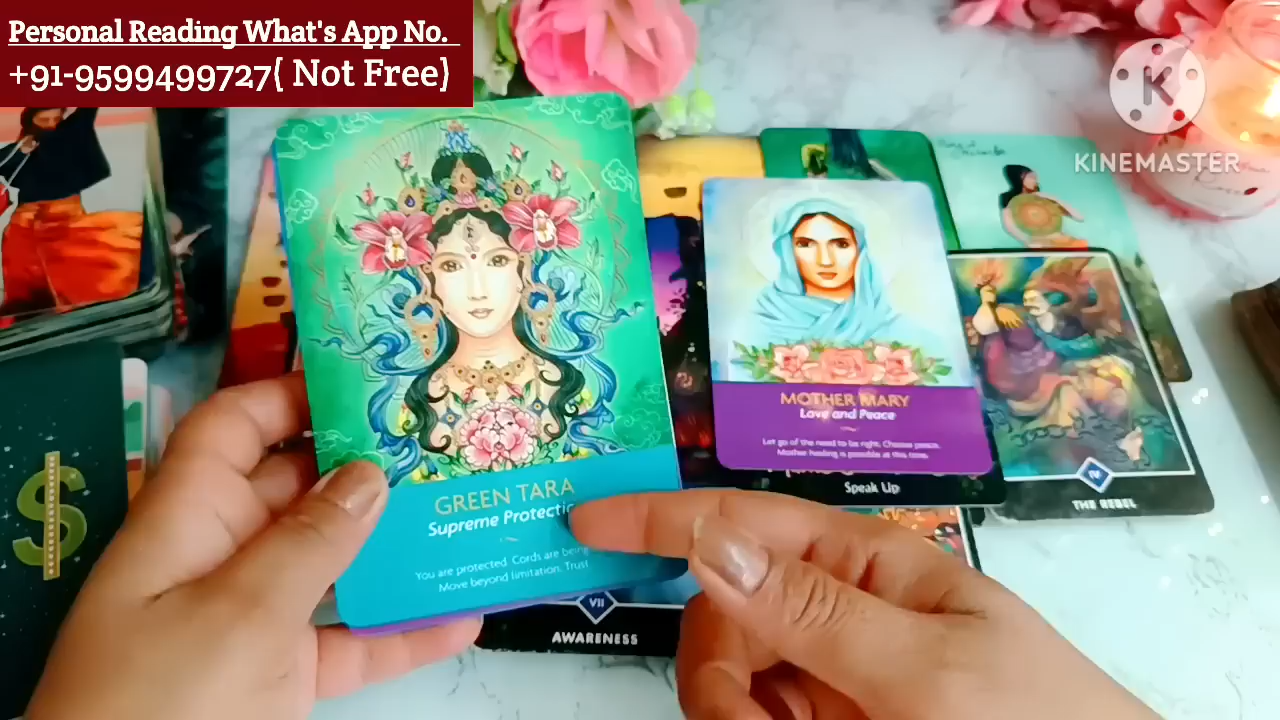 Personal Reading What's App No.
+91-9599499727( Not Free)
K
KINEMASTER
GREEN TARA
Supreme Protectio
You are protected. Cords are being
Move beyond limitation. Trust
MOTHER MARY
Love and Peace
Let go of the need to be right. Choose peace.
Mother healing is possible at this time.
Speak Up
THE REBEL
VII
AWARENESS